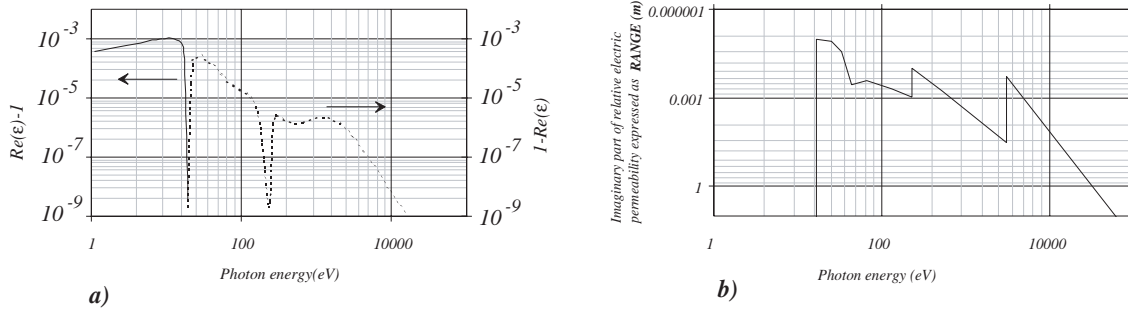 10^-3
10^-5
10^-7
10^-9
Re(ε)-1
10^-3
10^-5
10^-7
10^-9
1-Re(ε)
1
100
10000
Photon energy(eV)
a)
Imaginary part of relative electric
permeability expressed as RANGE (m)
0.000001
0.001
1
1
100
10000
Photon energy (eV)
b)